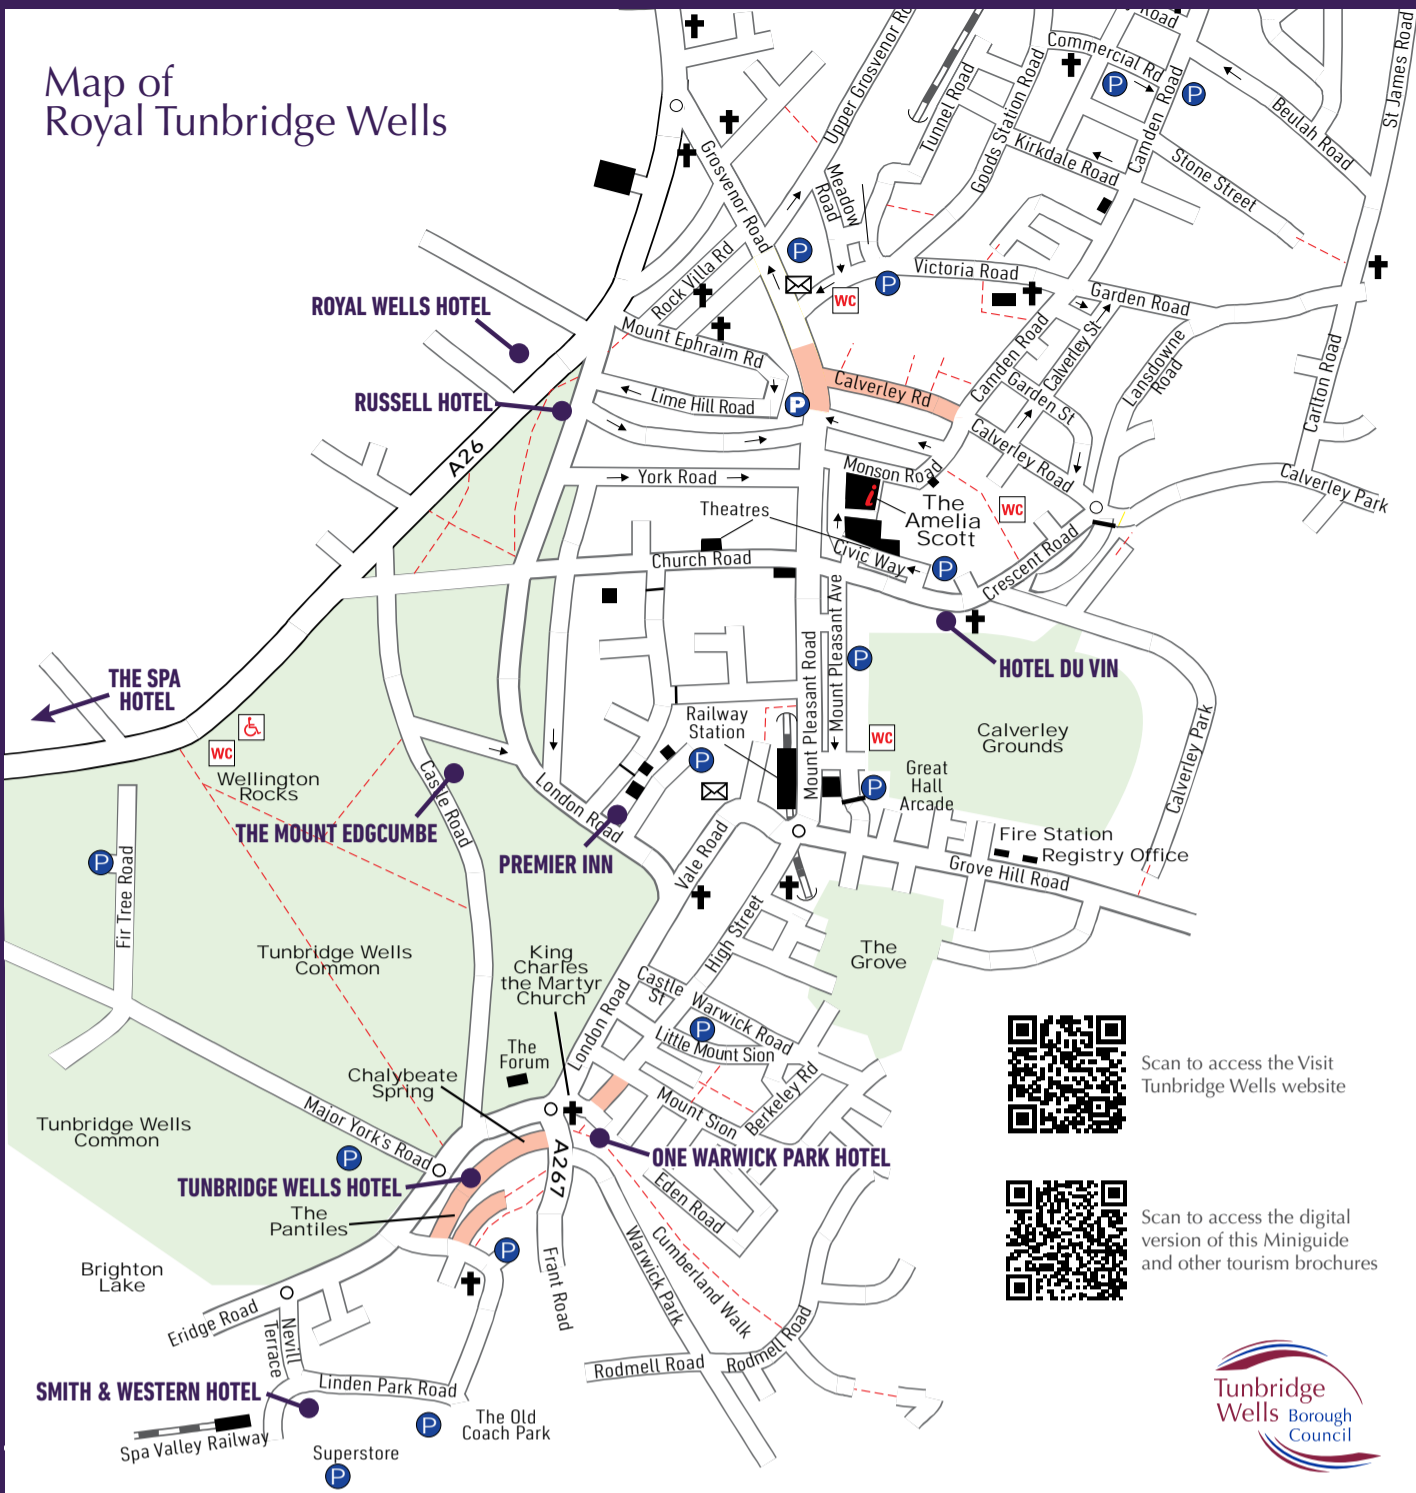 Map of
Royal Tunbridge Wells
Upper Grosvenor Ro
Road
Commercial Rd
St James Road
Tunnel Road
Goods Station Road
Camden Road
Beulah Road
Kirkdale Road
Stone Street
Grosvenor Road
Meadow
Road
Rock Villa Rd
Victoria Road
Garden Road
P
P
P
P
WC
ROYAL WELLS HOTEL
Mount Ephraim Rd
Camden Road
Calverley St
Lansdowne
Road
Carlton Road
RUSSELL HOTEL
Lime Hill Road
P
Calverley Rd
Garden St
A26
Calverley Road
York Road
Monson Road
i
The
Amelia
Scott
WC
Calverley Park
Theatres
Church Road
Civic Way
P
Crescent Road
Mount Pleasant Road
Mount Pleasant Ave
P
HOTEL DU VIN
THE SPA
HOTEL
WC
Wellington
Rocks
Railway
Station
P
WC
Calverley
Grounds
Calverley Park
Castle Road
London Road
P
Great
Hall
Arcade
THE MOUNT EDGCUMBE
PREMIER INN
Vale Road
Fire Station
Registry Office
Grove Hill Road
P
Fir Tree Road
High Street
Tunbridge Wells
Common
King
Charles
the Martyr
Church
The
Grove
Castle
St
Warwick Road
P
Little Mount Sion
London Road
The
Forum
Chalybeate
Spring
Mount Sion
Berkeley Rd
Scan to access the Visit
Tunbridge Wells website
Tunbridge Wells
Common
Major York's Road
P
A267
ONE WARWICK PARK HOTEL
TUNBRIDGE WELLS HOTEL
The
Pantiles
Eden Road
Scan to access the digital
version of this Miniguide
and other tourism brochures
P
Warwick Park
Cumberland Walk
Frant Road
Brighton
Lake
Eridge Road
Nevill
Terrace
Rodmell Road
Rodmell Road
SMITH & WESTERN HOTEL
Linden Park Road
P
The Old
Coach Park
Spa Valley Railway
Superstore
P
Tunbridge
Wells Borough
Council